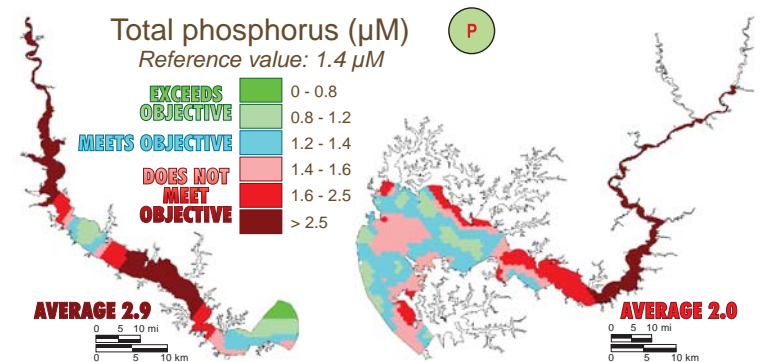 Total phosphorus (µM)
Reference value: 1.4 µM
P
EXCEEDS
OBJECTIVE
0 - 0.8
0.8 - 1.2
MEETS OBJECTIVE
1.2 - 1.4
DOES NOT
MEET
OBJECTIVE
1.4 - 1.6
1.6 - 2.5
> 2.5
AVERAGE 2.9
0 5 10 mi
0 5 10 km
AVERAGE 2.0
0 5 10 mi
0 5 10 km